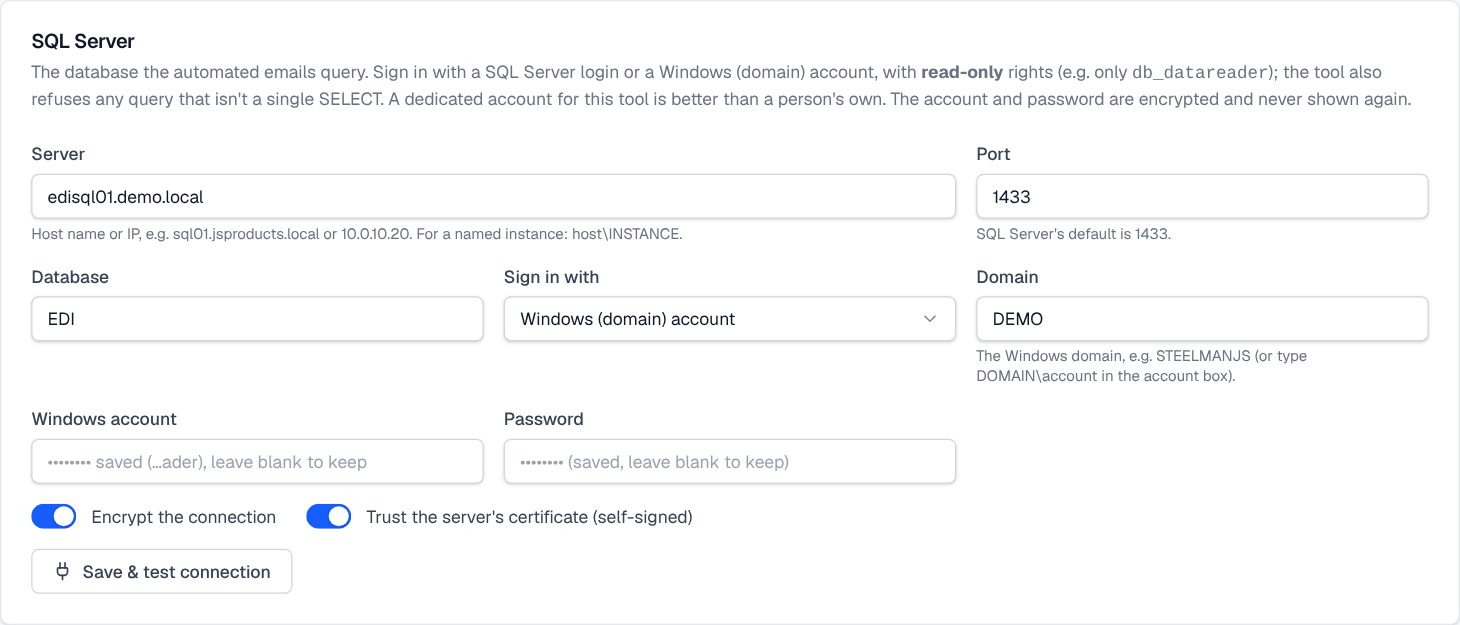 SQL Server
The database the automated emails query. Sign in with a SQL Server login or a Windows (domain) account, with read-only rights (e.g. only db_datareader); the tool also
refuses any query that isn't a single SELECT. A dedicated account for this tool is better than a person's own. The account and password are encrypted and never shown again.
Server
edisql01.demo.local
Host name or IP, e.g. sql01.jsproducts.local or 10.0.10.20. For a named instance: host\INSTANCE.
Port
1433
SQL Server's default is 1433.
Database
EDI
Sign in with
Windows (domain) account
Domain
DEMO
The Windows domain, e.g. STEELMANJS (or type
DOMAIN\account in the account box).
Windows account
•••••••• saved (…ader), leave blank to keep
Password
•••••••• (saved, leave blank to keep)
Encrypt the connection
Trust the server's certificate (self-signed)
Save & test connection